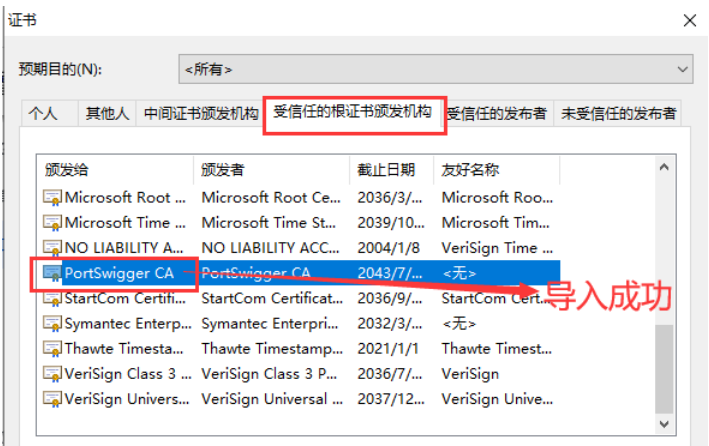 证书
预期目的(N): <所有>
个人 其他人 中间证书颁发机构 受信任的根证书颁发机构 受信任的发布者 未受信任的发布者
颁发给 颁发者 截止日期 友好名称
Microsoft Root ... Microsoft Root Ce... 2036/3/... Microsoft Roo...
Microsoft Time ... Microsoft Time St... 2039/10... Microsoft Tim...
NO LIABILITY A... NO LIABILITY ACC... 2004/1/8 VeriSign Time ...
PortSwigger CA PortSwigger CA 2043/7/... <无>
导入成功
StartCom Certifi... StartCom Certificat... 2036/9/... StartCom Cert...
Symantec Enterp... Symantec Enterpri... 2032/3/... <无>
Thawte Timesta... Thawte Timestamp... 2021/1/1 Thawte Timest...
VeriSign Class 3 ... VeriSign Class 3 P... 2036/7/... VeriSign
VeriSign Univers... VeriSign Universal ... 2037/12... VeriSign Unive...